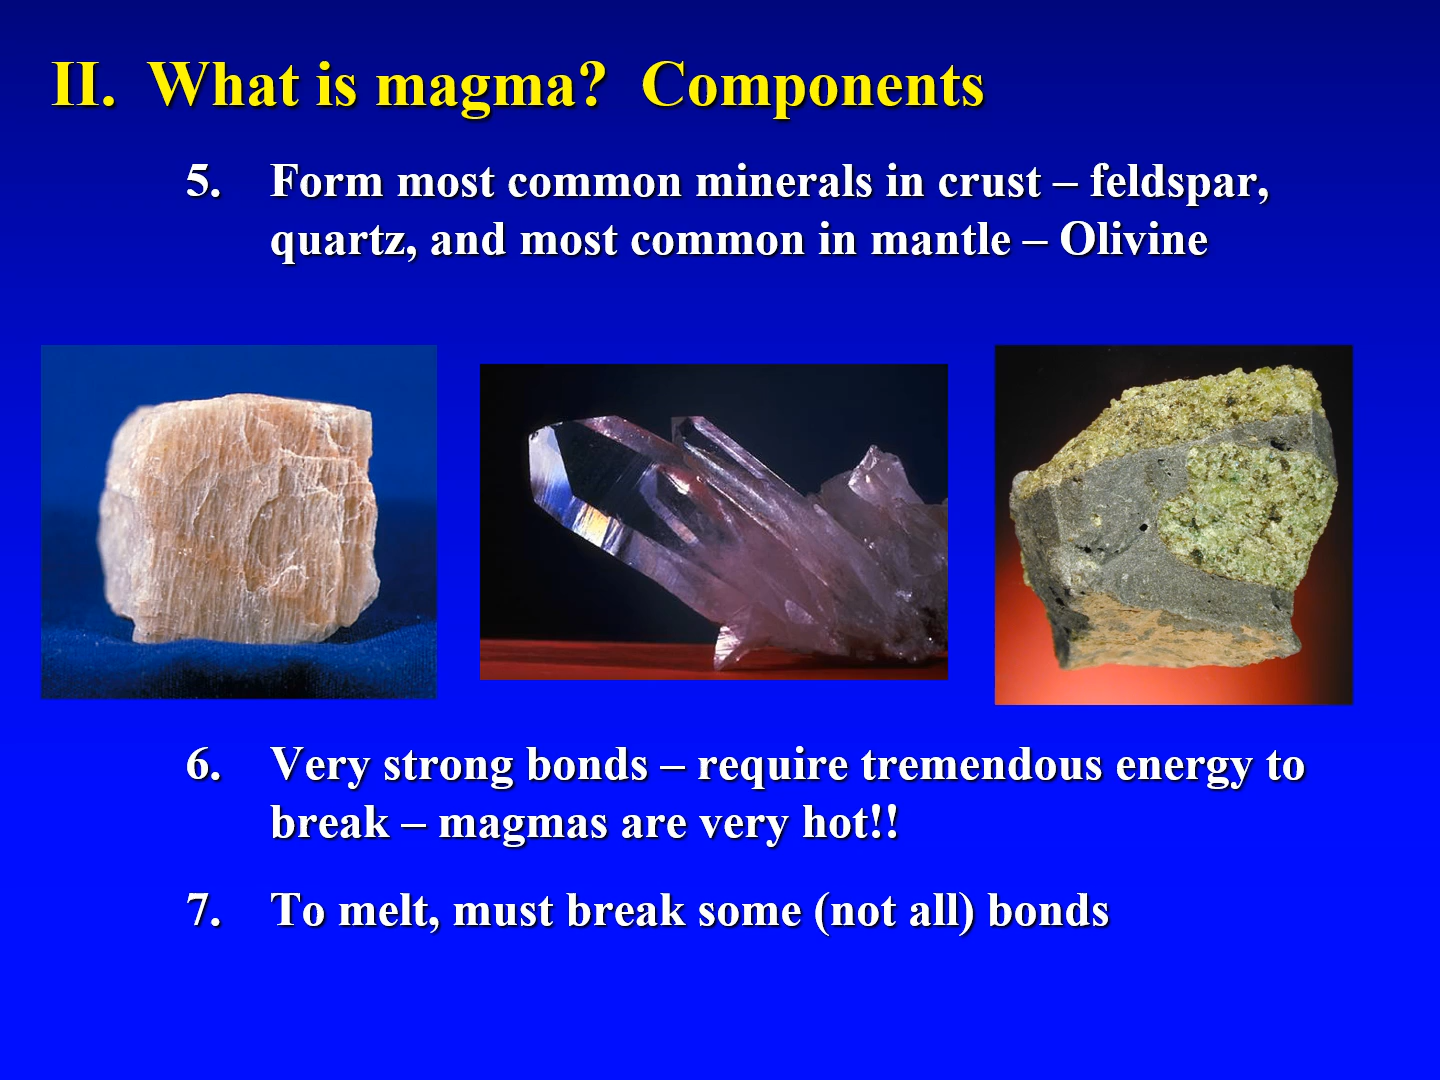 II. What is magma? Components
5. Form most common minerals in crust – feldspar,
quartz, and most common in mantle – Olivine
6. Very strong bonds – require tremendous energy to
break – magmas are very hot!!
7. To melt, must break some (not all) bonds